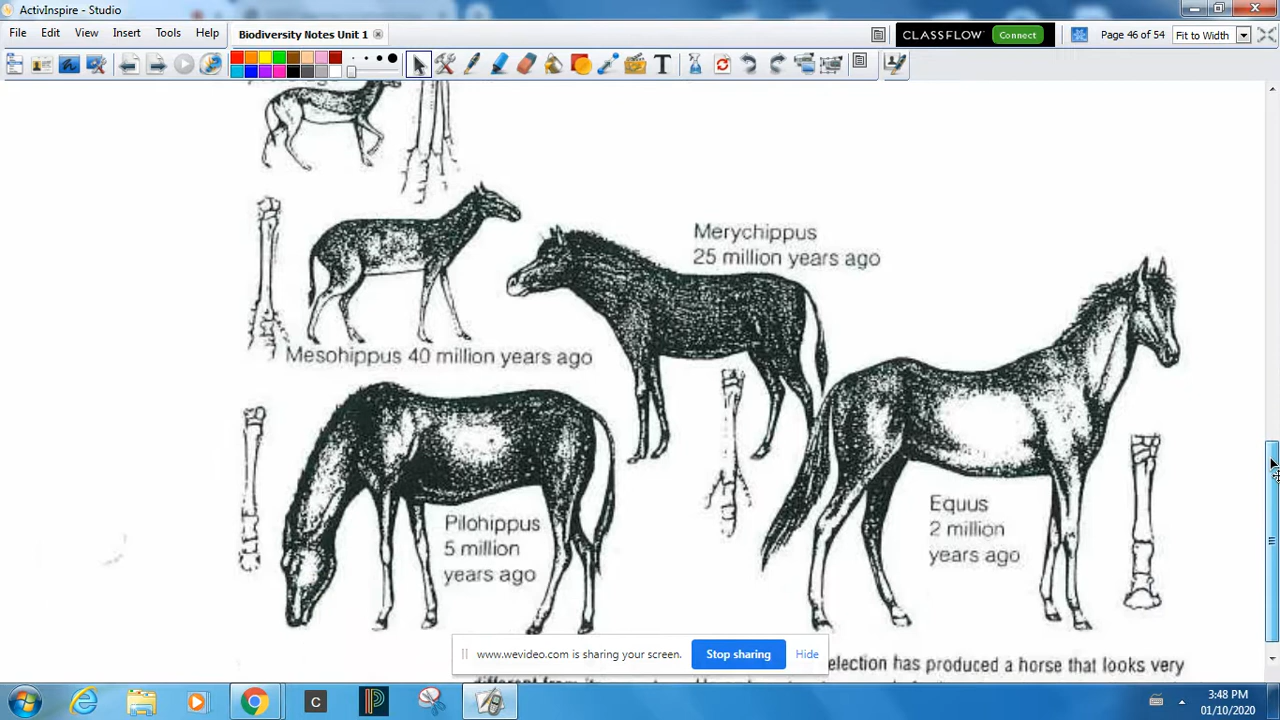 ActivInspire - Studio
File Edit View Insert Tools Help
Biodversity Notes Unit 1
CLASSFLOW Connect
Page 46 of 54
Fit to Width
Merychippus
25 million years ago
Mesohippus 40 million years ago
Pilohippus
5 million
years ago
Equus
2 million
years ago
www.wevideo.com is sharing your screen.
Stop sharing
Hide
election has produced a horse that looks very
C
3:48 PM
01/10/2020